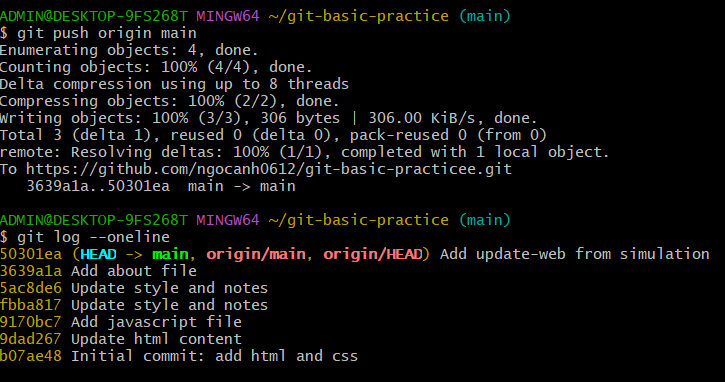 ADMIN@DESKTOP-9FS268T MINGW64 ~/git-basic-practice (main)
$ git push origin main
Enumerating objects: 4, done.
Counting objects: 100% (4/4), done.
Delta compression using up to 8 threads
Compressing objects: 100% (2/2), done.
Writing objects: 100% (3/3), 306 bytes | 306.00 KiB/s, done.
Total 3 (delta 1), reused 0 (delta 0), pack-reused 0 (from 0)
remote: Resolving deltas: 100% (1/1), completed with 1 local object.
To https://github.com/ngocanh0612/git-basic-practicee.git
   3639a1a..50301ea  main -> main
ADMIN@DESKTOP-9FS268T MINGW64 ~/git-basic-practice (main)
$ git log --oneline
50301ea (HEAD -> main, origin/main, origin/HEAD) Add update-web from simulation
3639a1a Add about file
5ac8de6 Update style and notes
fbba817 Update style and notes
9170bc7 Add javascript file
9dad267 Update html content
b07ae48 Initial commit: add html and css